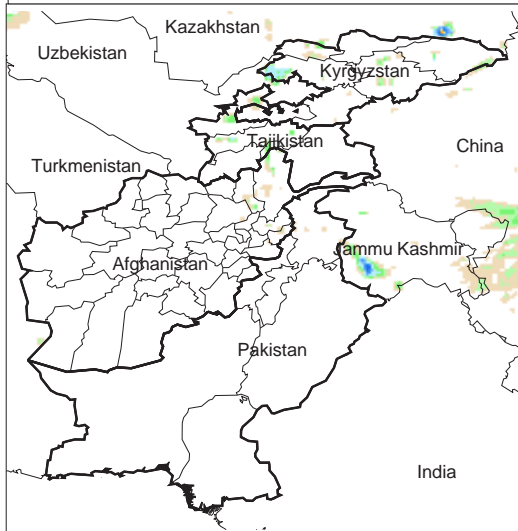 Kazakhstan
Uzbekistan
Kyrgyzstan
Tajikistan
China
Turkmenistan
Jammu Kashmir
Afghanistan
Pakistan
India